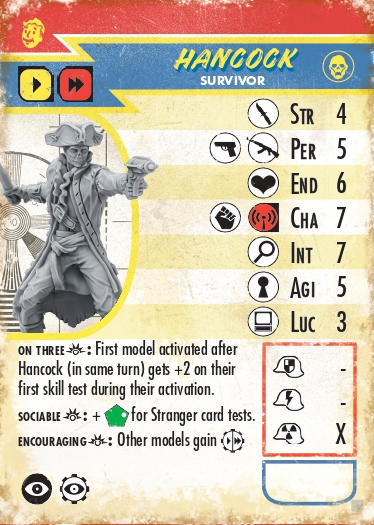 HANCOCK
SURVIVOR
STR 4
PER 5
END 6
CHA 7
INT 7
AGI 5
LUC 3
ON THREE : First model activated after
Hancock (in same turn) gets +2 on their
first skill test during their activation.
SOCIABLE : + for Stranger card tests.
ENCOURAGING : Other models gain
-
-
X